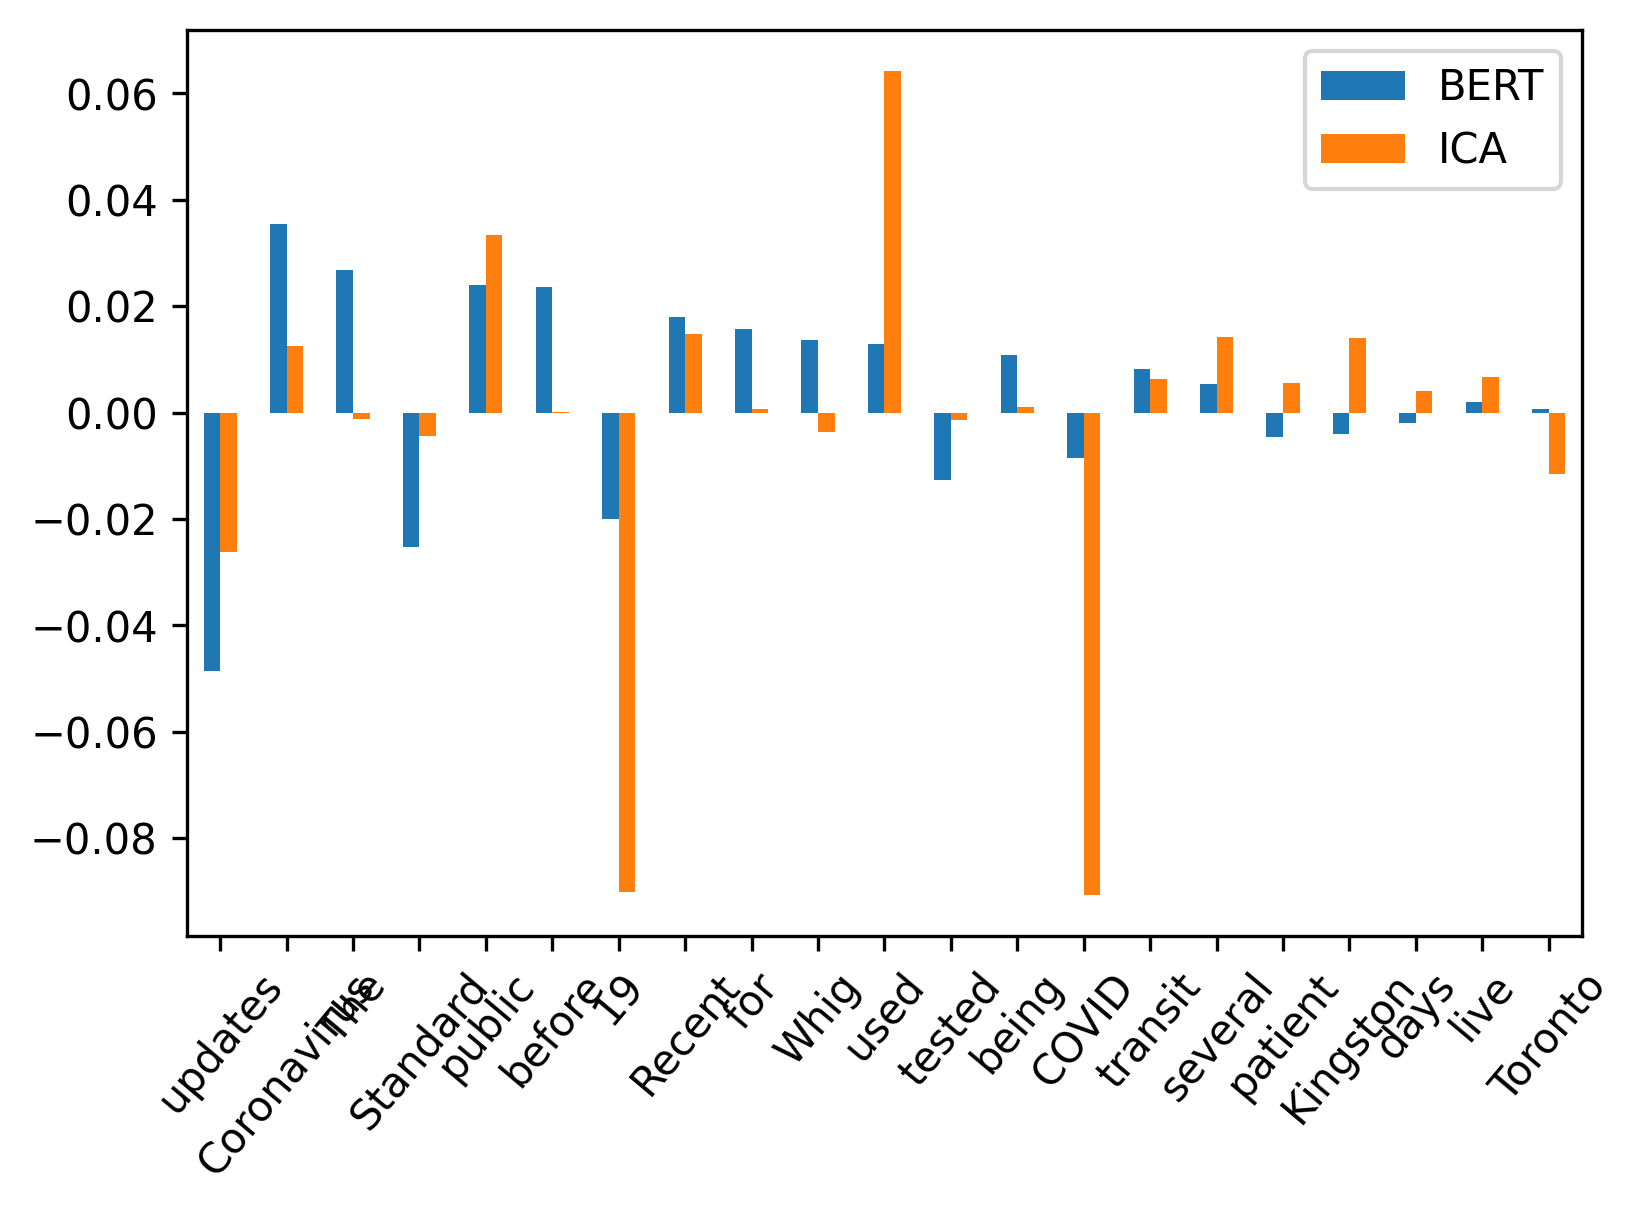 BERT
ICA
0.06
0.04
0.02
0.00
−0.02
−0.04
−0.06
−0.08
updates
Coronavirus
The
Standard
public
before
19
Recent
for
Whig
used
tested
being
COVID
transit
several
patient
Kingston
days
live
Toronto